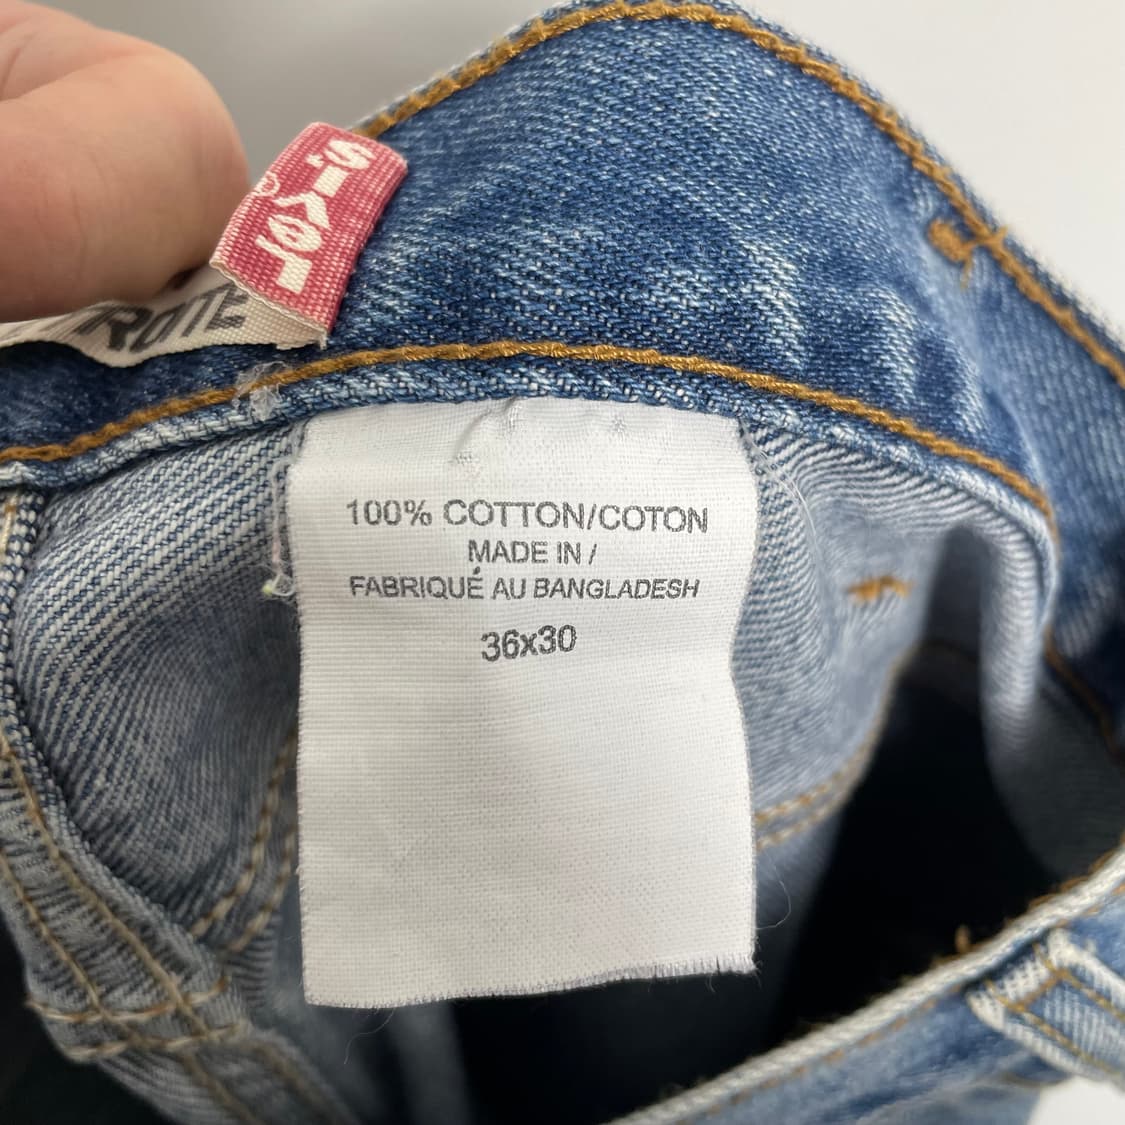 Levi's
100% COTTON/COTON
MADE IN /
FABRIQUÉ AU BANGLADESH
36x30